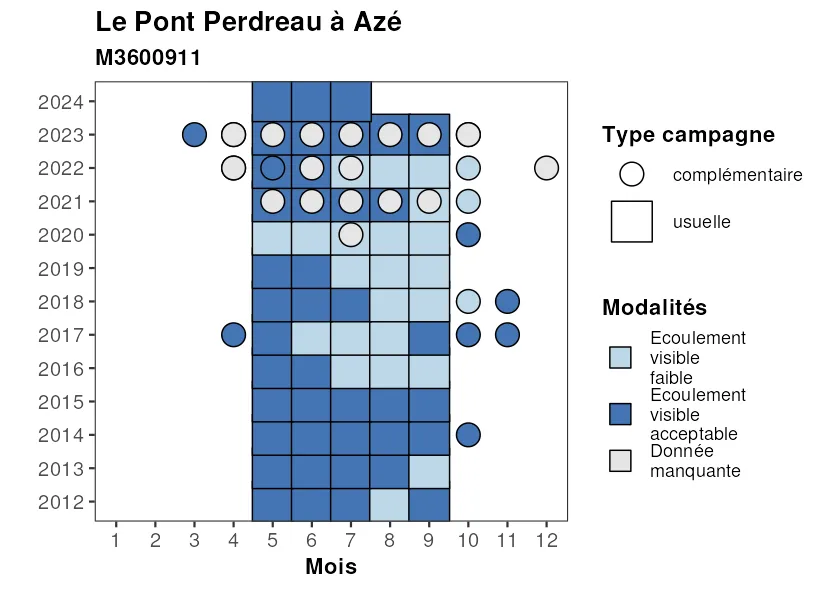 Le Pont Perdreau à Azé
M3600911
2024
2023
2022
2021
2020
2019
2018
2017
2016
2015
2014
2013
2012
1 2 3 4 5 6 7 8 9 10 11 12
Mois
Type campagne
complémentaire
usuelle
Modalités
Ecoulement
visible
faible
Ecoulement
visible
acceptable
Donnée
manquante